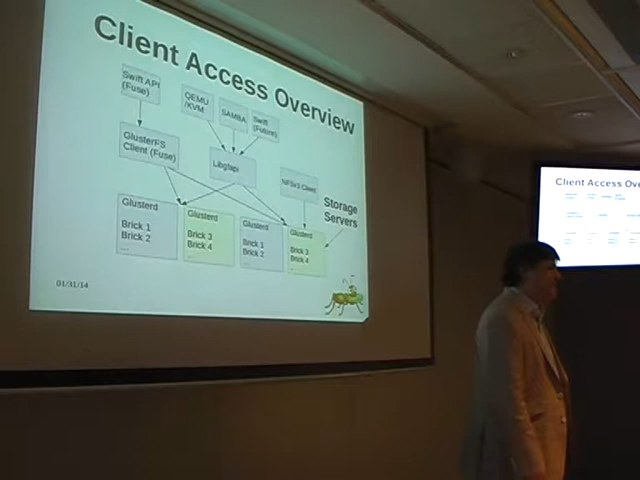 Client Access Overview
Swift API
(Fuse)
QEMU
/KVM
SAMBA
Swift
(Future)
GlusterFS
Client (Fuse)
Libgfapi
NFSv3 Client
Storage
Servers
Glusterd
Brick 1
Brick 2
...
Glusterd
Brick 3
Brick 4
...
Glusterd
Brick 1
Brick 2
...
Glusterd
Brick 3
Brick 4
...
01/31/14
Client Access Ove